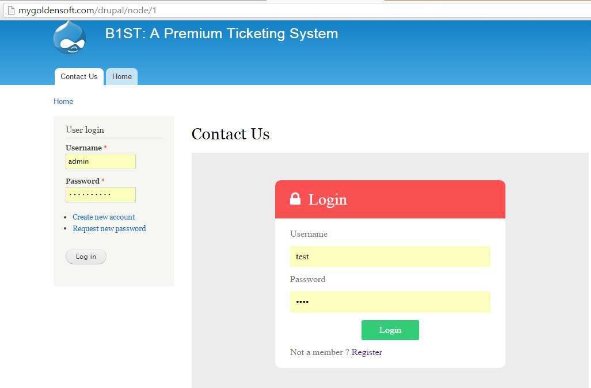 mygoldensoft.com/drupal/node/1
B1ST: A Premium Ticketing System
Contact Us
Home
Home
User login
Username *
admin
Password *
••••••••••
Create new account
Request new password
Log in
Contact Us
Login
Username
test
Password
••••
Login
Not a member ? Register